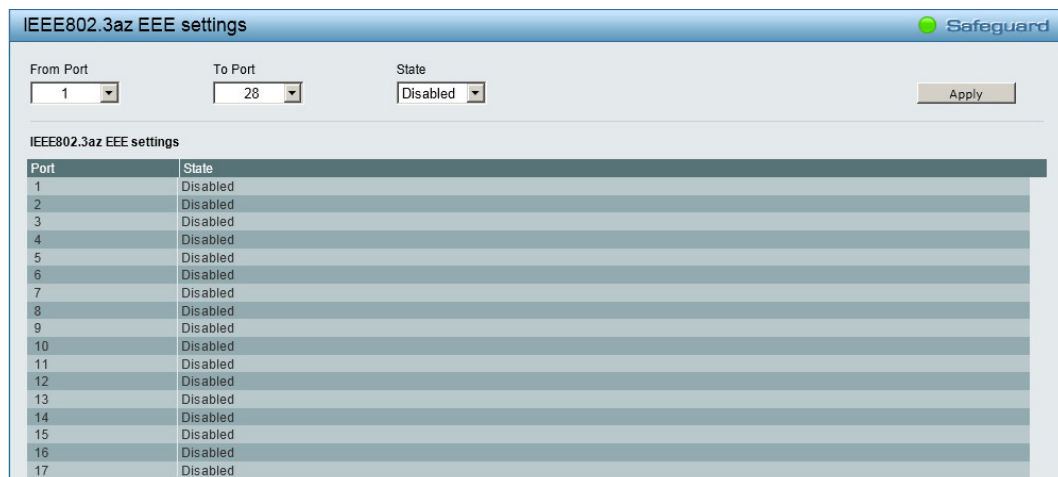 IEEE802.3az EEE settings
Safeguard
From Port To Port State
1 28 Disabled Apply
IEEE802.3az EEE settings
Port State
1 Disabled
2 Disabled
3 Disabled
4 Disabled
5 Disabled
6 Disabled
7 Disabled
8 Disabled
9 Disabled
10 Disabled
11 Disabled
12 Disabled
13 Disabled
14 Disabled
15 Disabled
16 Disabled
17 Disabled